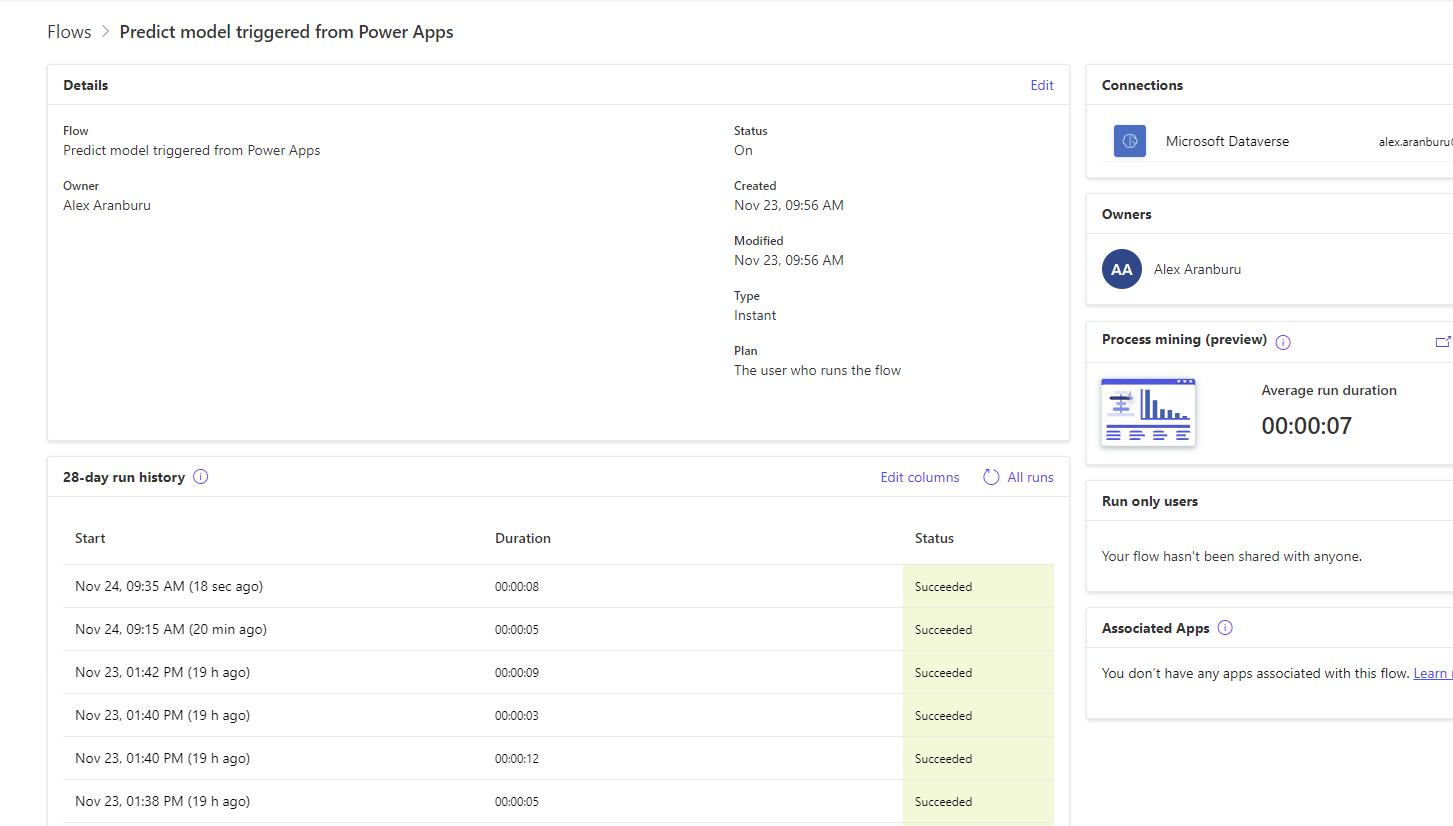 Flows > Predict model triggered from Power Apps
Details
Edit
Flow
Predict model triggered from Power Apps
Owner
Alex Aranburu
Status
On
Created
Nov 23, 09:56 AM
Modified
Nov 23, 09:56 AM
Type
Instant
Plan
The user who runs the flow
28-day run history
Edit columns
All runs
Start Duration Status
Nov 24, 09:35 AM (18 sec ago) 00:00:08 Succeeded
Nov 24, 09:15 AM (20 min ago) 00:00:05 Succeeded
Nov 23, 01:42 PM (19 h ago) 00:00:09 Succeeded
Nov 23, 01:40 PM (19 h ago) 00:00:03 Succeeded
Nov 23, 01:40 PM (19 h ago) 00:00:12 Succeeded
Nov 23, 01:38 PM (19 h ago) 00:00:05 Succeeded
Connections
Microsoft Dataverse alex.aranburu
Owners
AA Alex Aranburu
Process mining (preview)
Average run duration
00:00:07
Run only users
Your flow hasn't been shared with anyone.
Associated Apps
You don’t have any apps associated with this flow. Learn